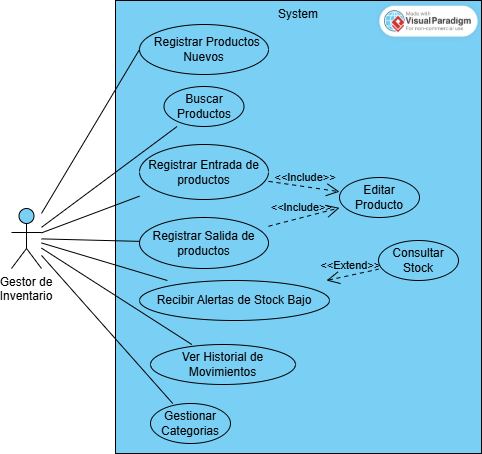 System
Made with
Visual Paradigm
For non-commercial use
Registrar Productos
Nuevos
Buscar
Productos
Registrar Entrada de
productos
<<Include>>
Editar
Producto
<<Include>>
Registrar Salida de
productos
Consultar
Stock
<<Extend>>
Gestor de
Inventario
Recibir Alertas de Stock Bajo
Ver Historial de
Movimientos
Gestionar
Categorias